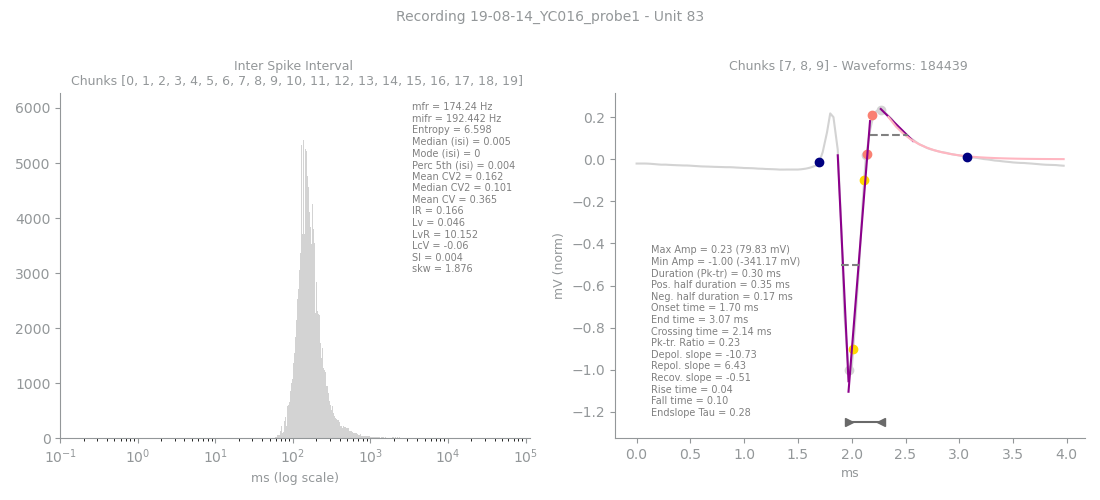 Recording 19-08-14_YC016_probe1 - Unit 83
Inter Spike Interval
Chunks [0, 1, 2, 3, 4, 5, 6, 7, 8, 9, 10, 11, 12, 13, 14, 15, 16, 17, 18, 19]
6000
5000
4000
3000
2000
1000
0
mfr = 174.24 Hz
mifr = 192.442 Hz
Entropy = 6.598
Median (isi) = 0.005
Mode (isi) = 0
Perc 5th (isi) = 0.004
Mean CV2 = 0.162
Median CV2 = 0.101
Mean CV = 0.365
IR = 0.166
Lv = 0.046
LvR = 10.152
LcV = -0.06
SI = 0.004
skw = 1.876
10⁻¹ 10⁰ 10¹ 10² 10³ 10⁴ 10⁵
ms (log scale)
Chunks [7, 8, 9] - Waveforms: 184439
mV (norm)
0.2
0.0
−0.2
−0.4
−0.6
−0.8
−1.0
−1.2
Max Amp = 0.23 (79.83 mV)
Min Amp = -1.00 (-341.17 mV)
Duration (Pk-tr) = 0.30 ms
Pos. half duration = 0.35 ms
Neg. half duration = 0.17 ms
Onset time = 1.70 ms
End time = 3.07 ms
Crossing time = 2.14 ms
Pk-tr. Ratio = 0.23
Depol. slope = -10.73
Repol. slope = 6.43
Recov. slope = -0.51
Rise time = 0.04
Fall time = 0.10
Endslope Tau = 0.28
0.0 0.5 1.0 1.5 2.0 2.5 3.0 3.5 4.0
ms